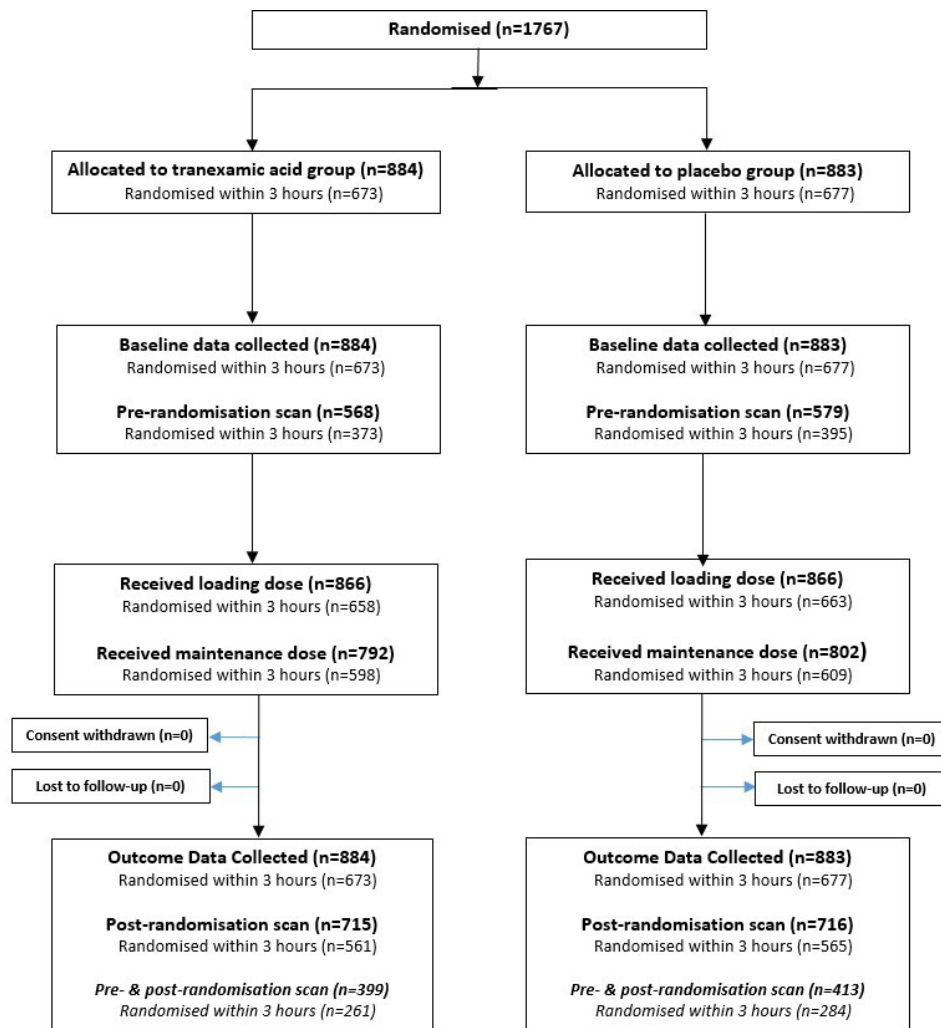 Randomised (n=1767)
Allocated to tranexamic acid group (n=884)
Randomised within 3 hours (n=673)
Allocated to placebo group (n=883)
Randomised within 3 hours (n=677)
Baseline data collected (n=884)
Randomised within 3 hours (n=673)
Pre-randomisation scan (n=568)
Randomised within 3 hours (n=373)
Baseline data collected (n=883)
Randomised within 3 hours (n=677)
Pre-randomisation scan (n=579)
Randomised within 3 hours (n=395)
Received loading dose (n=866)
Randomised within 3 hours (n=658)
Received maintenance dose (n=792)
Randomised within 3 hours (n=598)
Received loading dose (n=866)
Randomised within 3 hours (n=663)
Received maintenance dose (n=802)
Randomised within 3 hours (n=609)
Consent withdrawn (n=0)
Lost to follow-up (n=0)
Consent withdrawn (n=0)
Lost to follow-up (n=0)
Outcome Data Collected (n=884)
Randomised within 3 hours (n=673)
Post-randomisation scan (n=715)
Randomised within 3 hours (n=561)
Pre- & post-randomisation scan (n=399)
Randomised within 3 hours (n=261)
Outcome Data Collected (n=883)
Randomised within 3 hours (n=677)
Post-randomisation scan (n=716)
Randomised within 3 hours (n=565)
Pre- & post-randomisation scan (n=413)
Randomised within 3 hours (n=284)